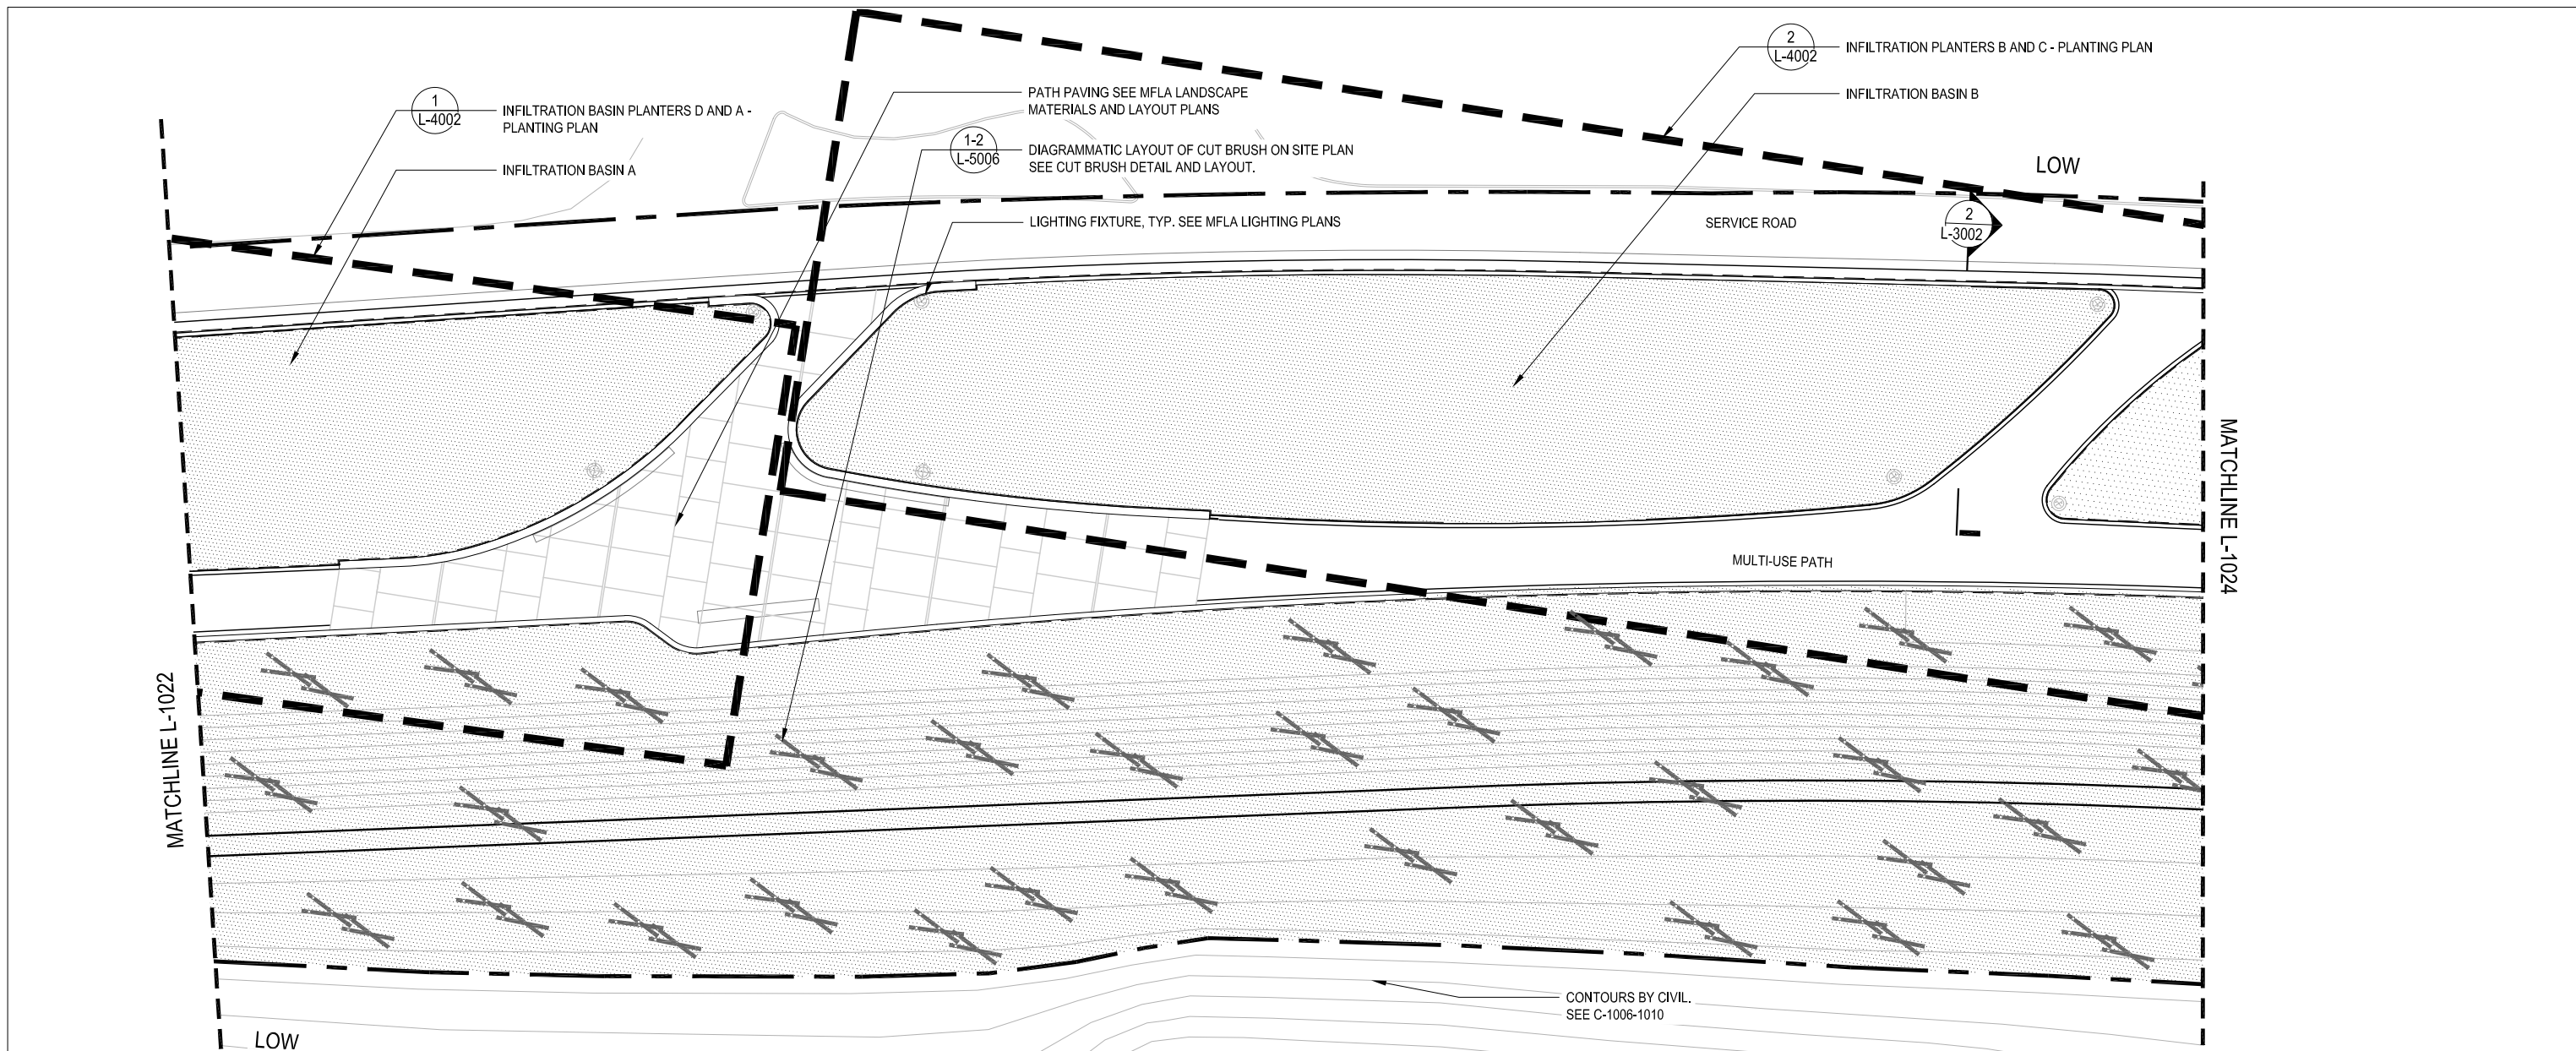 2
L-4002
INFILTRATION PLANTERS B AND C - PLANTING PLAN
INFILTRATION BASIN B
1
L-4002
INFILTRATION BASIN PLANTERS D AND A -
PLANTING PLAN
INFILTRATION BASIN A
PATH PAVING SEE MFLA LANDSCAPE
MATERIALS AND LAYOUT PLANS
1-2
L-5006
DIAGRAMMATIC LAYOUT OF CUT BRUSH ON SITE PLAN
SEE CUT BRUSH DETAIL AND LAYOUT.
LIGHTING FIXTURE, TYP. SEE MFLA LIGHTING PLANS
LOW
SERVICE ROAD
2
L-3002
MATCHLINE L-1024
MULTI-USE PATH
MATCHLINE L-1022
CONTOURS BY CIVIL.
SEE C-1006-1010
LOW